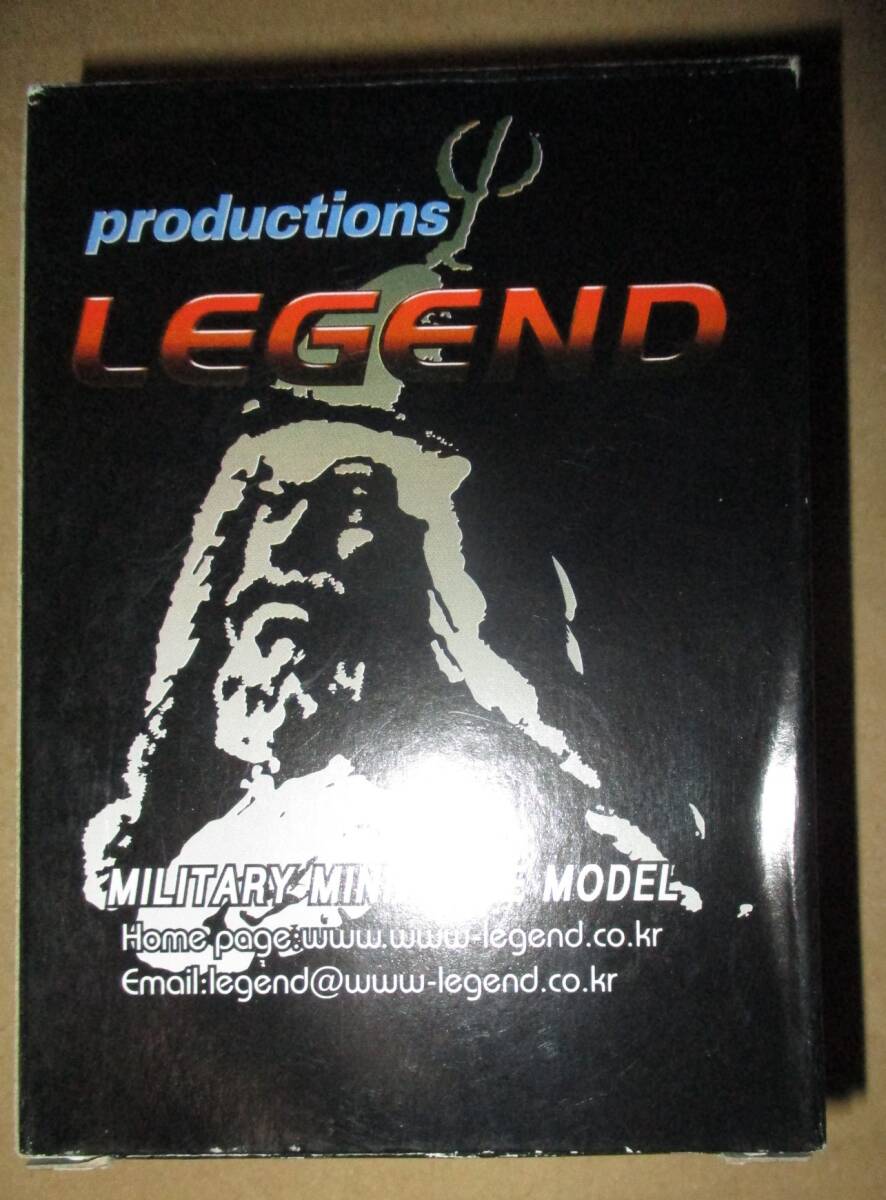 productions
LEGEND
MILITARY MODEL
Home page:www.www-legend.co.kr
Email:legend@www-legend.co.kr